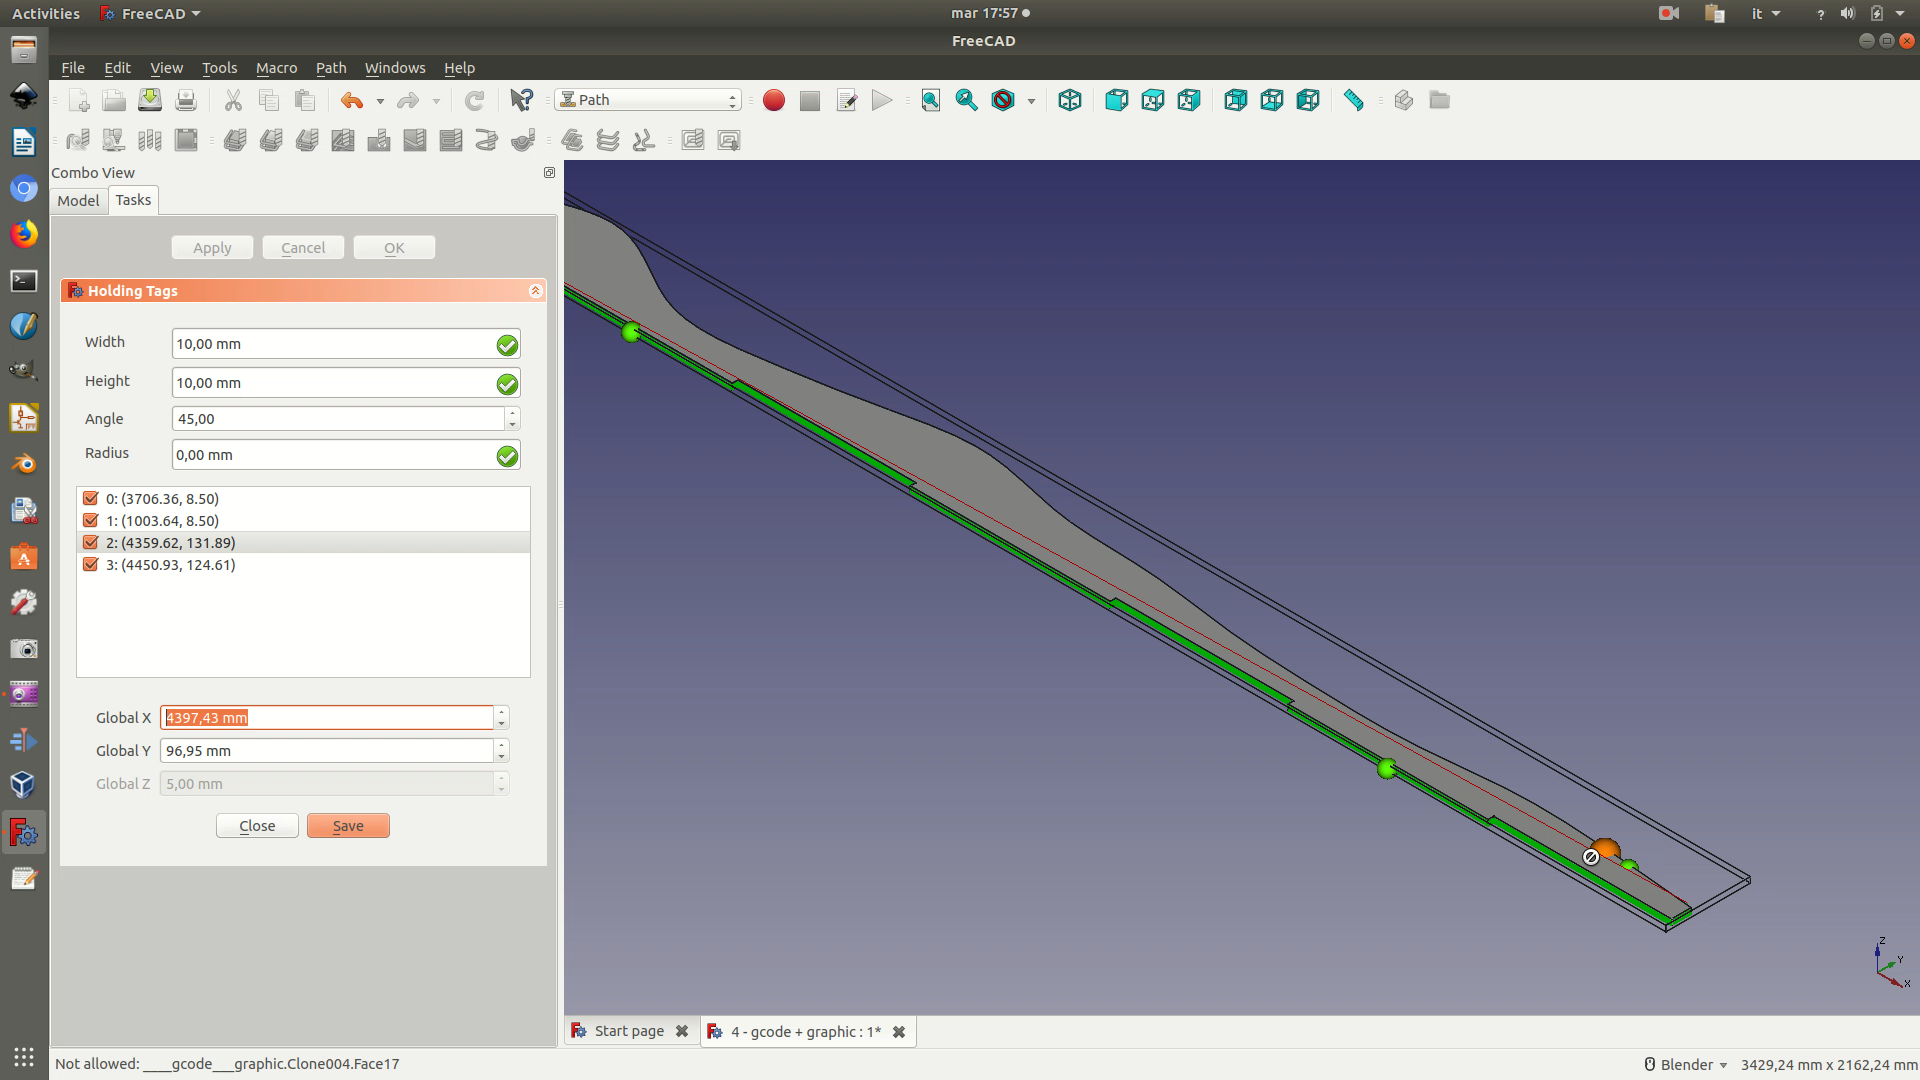 Activities FreeCAD mar 17:57 it ?
FreeCAD
File Edit View Tools Macro Path Windows Help
Path
Combo View
Model Tasks
Apply Cancel OK
Holding Tags
Width 10,00 mm
Height 10,00 mm
Angle 45,00
Radius 0,00 mm
0: (3706.36, 8.50)
1: (1003.64, 8.50)
2: (4359.62, 131.89)
3: (4450.93, 124.61)
Global X 4397,43 mm
Global Y 96,95 mm
Global Z 5,00 mm
Close Save
Z
Y
X
Start page 4 - gcode + graphic : 1*
Not allowed: ____gcode___graphic.Clone004.Face17 Blender 3429,24 mm x 2162,24 mm